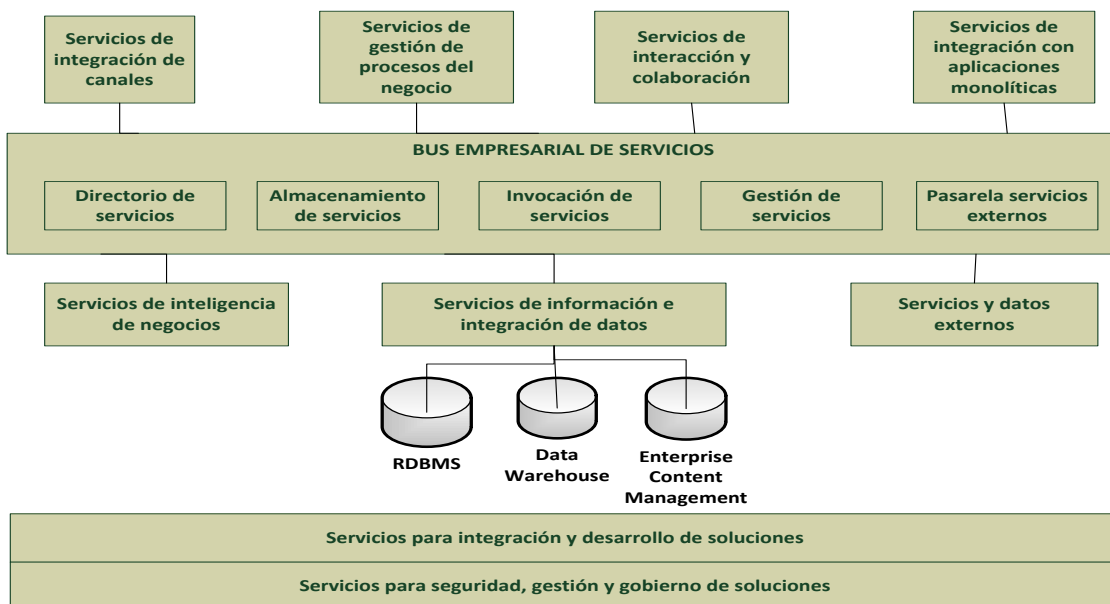 Servicios de
integración de
canales
Servicios de
gestión de
procesos del
negocio
Servicios de
interacción y
colaboración
Servicios de
integración con
aplicaciones
monolíticas
BUS EMPRESARIAL DE SERVICIOS
Directorio de
servicios
Almacenamiento
de servicios
Invocación de
servicios
Gestión de
servicios
Pasarela servicios
externos
Servicios de inteligencia
de negocios
Servicios de información e
integración de datos
Servicios y datos
externos
RDBMS
Data
Warehouse
Enterprise
Content
Management
Servicios para integración y desarrollo de soluciones
Servicios para seguridad, gestión y gobierno de soluciones